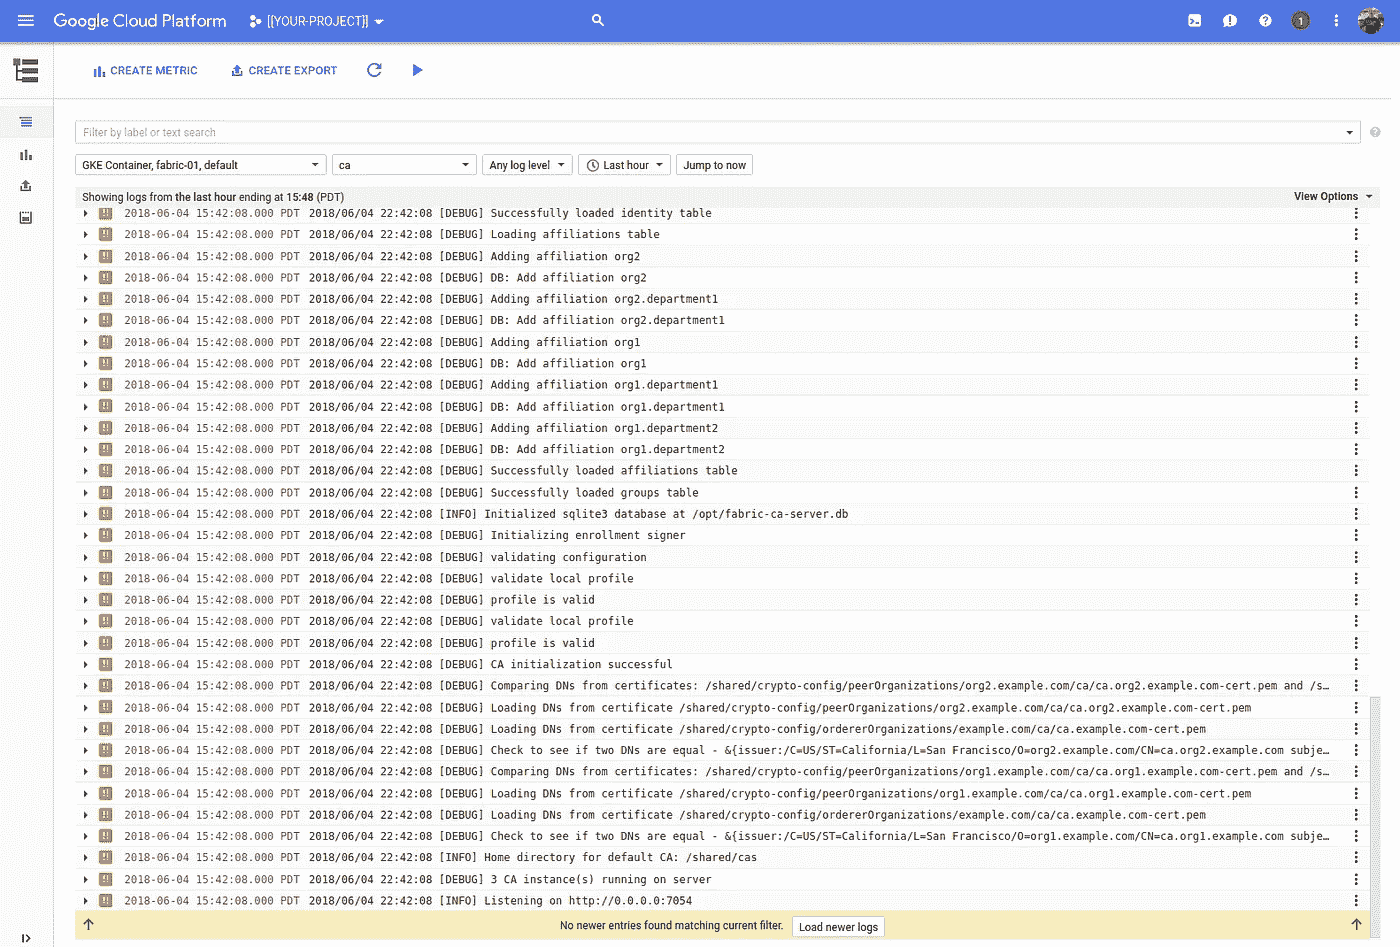 Google Cloud Platform [[YOUR-PROJECT]] 1
CREATE METRIC CREATE EXPORT
Filter by label or text search
GKE Container, fabric-01, default ca Any log level Last hour Jump to now
Showing logs from the last hour ending at 15:48 (PDT) View Options
2018-06-04 15:42:08.000 PDT 2018/06/04 22:42:08 [DEBUG] Successfully loaded identity table
2018-06-04 15:42:08.000 PDT 2018/06/04 22:42:08 [DEBUG] Loading affiliations table
2018-06-04 15:42:08.000 PDT 2018/06/04 22:42:08 [DEBUG] Adding affiliation org2
2018-06-04 15:42:08.000 PDT 2018/06/04 22:42:08 [DEBUG] DB: Add affiliation org2
2018-06-04 15:42:08.000 PDT 2018/06/04 22:42:08 [DEBUG] Adding affiliation org2.department1
2018-06-04 15:42:08.000 PDT 2018/06/04 22:42:08 [DEBUG] DB: Add affiliation org2.department1
2018-06-04 15:42:08.000 PDT 2018/06/04 22:42:08 [DEBUG] Adding affiliation org1
2018-06-04 15:42:08.000 PDT 2018/06/04 22:42:08 [DEBUG] DB: Add affiliation org1
2018-06-04 15:42:08.000 PDT 2018/06/04 22:42:08 [DEBUG] Adding affiliation org1.department1
2018-06-04 15:42:08.000 PDT 2018/06/04 22:42:08 [DEBUG] DB: Add affiliation org1.department1
2018-06-04 15:42:08.000 PDT 2018/06/04 22:42:08 [DEBUG] Adding affiliation org1.department2
2018-06-04 15:42:08.000 PDT 2018/06/04 22:42:08 [DEBUG] DB: Add affiliation org1.department2
2018-06-04 15:42:08.000 PDT 2018/06/04 22:42:08 [DEBUG] Successfully loaded affiliations table
2018-06-04 15:42:08.000 PDT 2018/06/04 22:42:08 [DEBUG] Successfully loaded groups table
2018-06-04 15:42:08.000 PDT 2018/06/04 22:42:08 [INFO] Initialized sqlite3 database at /opt/fabric-ca-server.db
2018-06-04 15:42:08.000 PDT 2018/06/04 22:42:08 [DEBUG] Initializing enrollment signer
2018-06-04 15:42:08.000 PDT 2018/06/04 22:42:08 [DEBUG] validating configuration
2018-06-04 15:42:08.000 PDT 2018/06/04 22:42:08 [DEBUG] validate local profile
2018-06-04 15:42:08.000 PDT 2018/06/04 22:42:08 [DEBUG] profile is valid
2018-06-04 15:42:08.000 PDT 2018/06/04 22:42:08 [DEBUG] validate local profile
2018-06-04 15:42:08.000 PDT 2018/06/04 22:42:08 [DEBUG] profile is valid
2018-06-04 15:42:08.000 PDT 2018/06/04 22:42:08 [DEBUG] CA initialization successful
2018-06-04 15:42:08.000 PDT 2018/06/04 22:42:08 [DEBUG] Comparing DNs from certificates: /shared/crypto-config/peerOrganizations/org2.example.com/ca/ca.org2.example.com-cert.pem and /s…
2018-06-04 15:42:08.000 PDT 2018/06/04 22:42:08 [DEBUG] Loading DNs from certificate /shared/crypto-config/peerOrganizations/org2.example.com/ca/ca.org2.example.com-cert.pem
2018-06-04 15:42:08.000 PDT 2018/06/04 22:42:08 [DEBUG] Loading DNs from certificate /shared/crypto-config/ordererOrganizations/example.com/ca/ca.example.com-cert.pem
2018-06-04 15:42:08.000 PDT 2018/06/04 22:42:08 [DEBUG] Check to see if two DNs are equal - &{issuer:/C=US/ST=California/L=San Francisco/O=org2.example.com/CN=ca.org2.example.com subje…
2018-06-04 15:42:08.000 PDT 2018/06/04 22:42:08 [DEBUG] Comparing DNs from certificates: /shared/crypto-config/peerOrganizations/org1.example.com/ca/ca.org1.example.com-cert.pem and /s…
2018-06-04 15:42:08.000 PDT 2018/06/04 22:42:08 [DEBUG] Loading DNs from certificate /shared/crypto-config/peerOrganizations/org1.example.com/ca/ca.org1.example.com-cert.pem
2018-06-04 15:42:08.000 PDT 2018/06/04 22:42:08 [DEBUG] Loading DNs from certificate /shared/crypto-config/ordererOrganizations/example.com/ca/ca.example.com-cert.pem
2018-06-04 15:42:08.000 PDT 2018/06/04 22:42:08 [DEBUG] Check to see if two DNs are equal - &{issuer:/C=US/ST=California/L=San Francisco/O=org1.example.com/CN=ca.org1.example.com subje…
2018-06-04 15:42:08.000 PDT 2018/06/04 22:42:08 [INFO] Home directory for default CA: /shared/cas
2018-06-04 15:42:08.000 PDT 2018/06/04 22:42:08 [DEBUG] 3 CA instance(s) running on server
2018-06-04 15:42:08.000 PDT 2018/06/04 22:42:08 [INFO] Listening on http://0.0.0.0:7054
No newer entries found matching current filter. Load newer logs